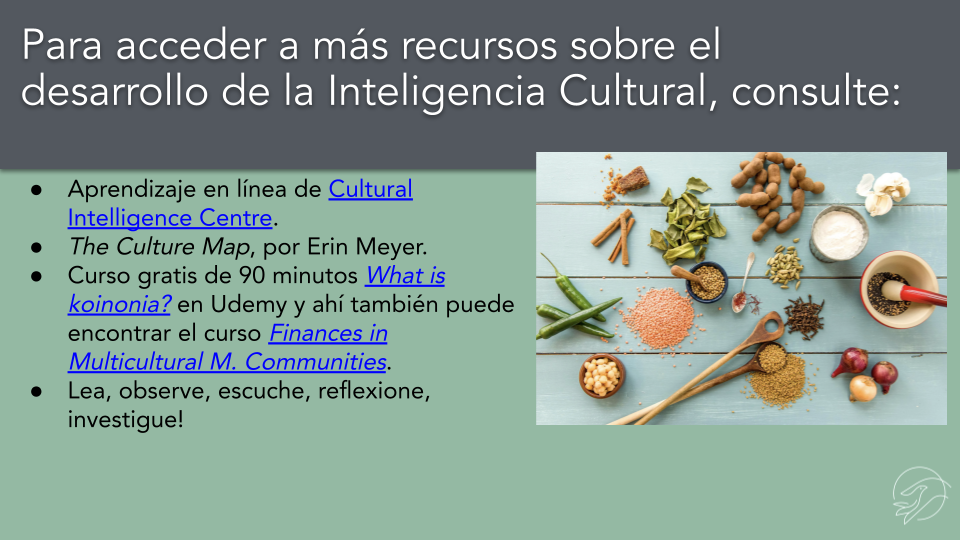 Para acceder a más recursos sobre el
desarrollo de la Inteligencia Cultural, consulte:
● Aprendizaje en línea de Cultural
Intelligence Centre.
● The Culture Map, por Erin Meyer.
● Curso gratis de 90 minutos What is
koinonia? en Udemy y ahí también puede
encontrar el curso Finances in
Multicultural M. Communities.
● Lea, observe, escuche, reflexione,
investigue!